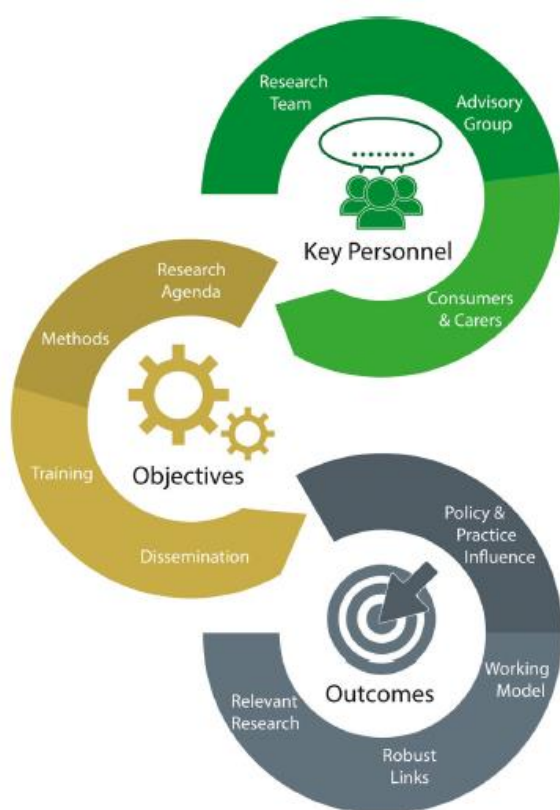 Research
Team
Advisory
Group
........
Key Personnel
Consumers
& Carers
Research
Agenda
Methods
Training
Objectives
Dissemination
Policy &
Practice
Influence
Working
Model
Outcomes
Relevant
Research
Robust
Links